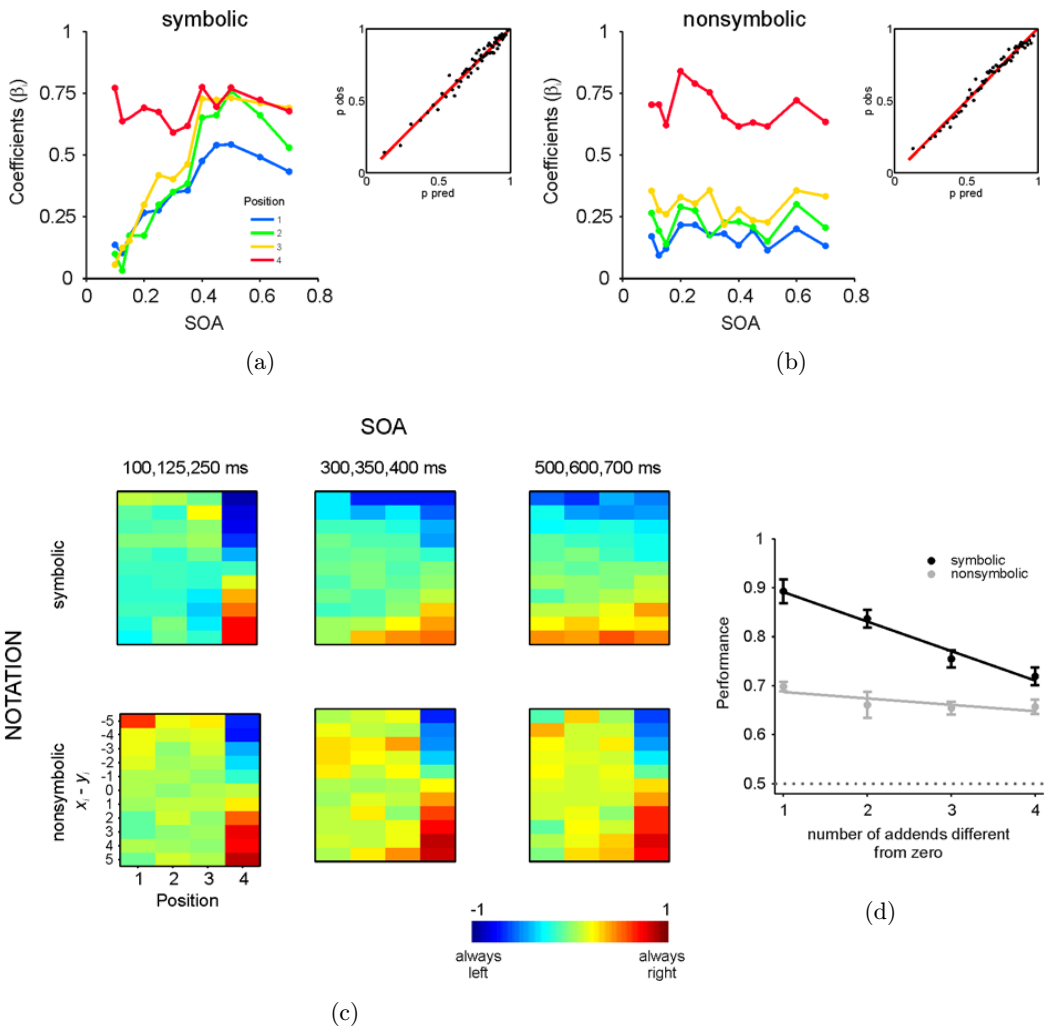 symbolic
1
0.75
0.5
0.25
0
Coefficients (βi)
0 0.2 0.4 0.6 0.8
SOA
Position
1
2
3
4
1
0.5
0
p obs
0.5 1
p pred
(a)
nonsymbolic
1
0.75
0.5
0.25
0
Coefficients (βi)
0 0.2 0.4 0.6 0.8
SOA
1
0.5
0
p obs
0.5 1
p pred
(b)
SOA
100,125,250 ms 300,350,400 ms 500,600,700 ms
NOTATION
symbolic
nonsymbolic
xi - yi
-5
-4
-3
-2
-1
0
1
2
3
4
5
1 2 3 4
Position
-1 1
always left
always right
(c)
1
0.9
0.8
0.7
0.6
0.5
Performance
symbolic
nonsymbolic
1 2 3 4
number of addends different
from zero
(d)